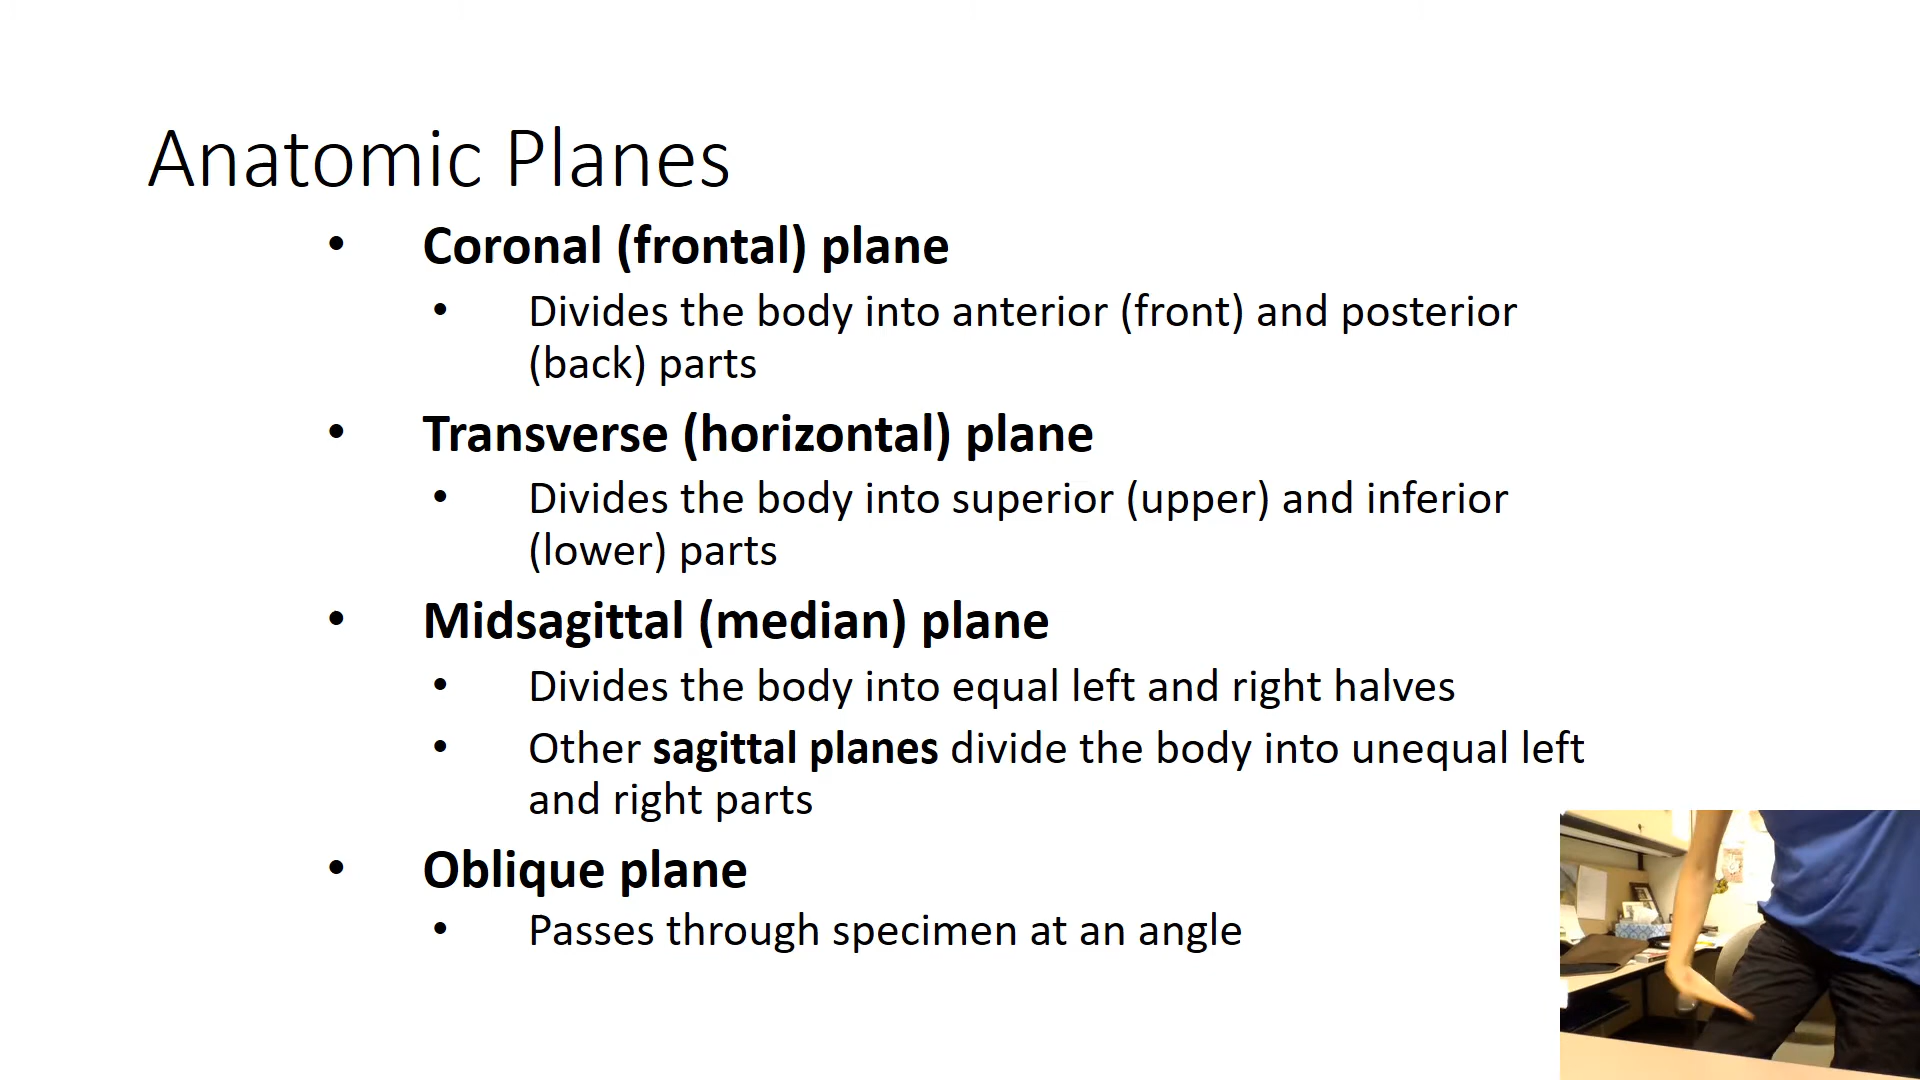 Anatomic Planes
• Coronal (frontal) plane
• Divides the body into anterior (front) and posterior
(back) parts
• Transverse (horizontal) plane
• Divides the body into superior (upper) and inferior
(lower) parts
• Midsagittal (median) plane
• Divides the body into equal left and right halves
• Other sagittal planes divide the body into unequal left
and right parts
• Oblique plane
• Passes through specimen at an angle